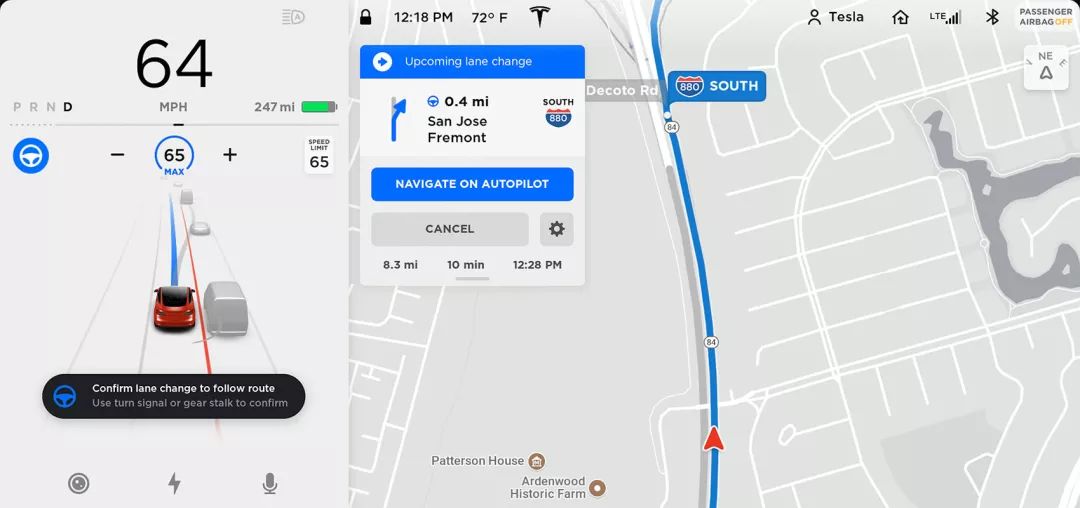 64
P R N D
MPH
247 mi
65
MAX
SPEED
LIMIT
65
Confirm lane change to follow route
Use turn signal or gear stalk to confirm
12:18 PM
72° F
Tesla
LTE
PASSENGER
AIRBAG OFF
Upcoming lane change
0.4 mi
San Jose
Fremont
SOUTH
880
NAVIGATE ON AUTOPILOT
CANCEL
8.3 mi
10 min
12:28 PM
Decoto Rd
880 SOUTH
84
84
NE
Patterson House
Ardenwood
Historic Farm